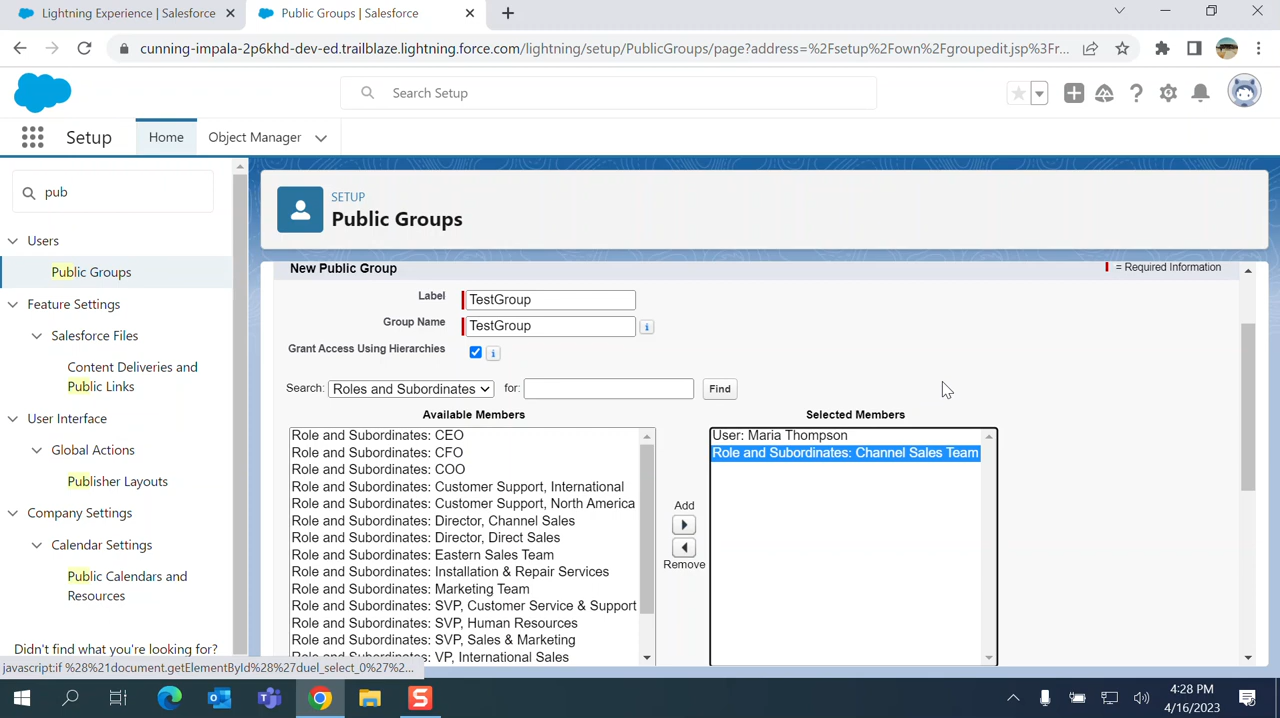 Lightning Experience | Salesforce
Public Groups | Salesforce
cunning-impala-2p6khd-dev-ed.trailblaze.lightning.force.com/lightning/setup/PublicGroups/page?address=%2Fsetup%2Fown%2Fgroupedit.jsp%3Fr...
Search Setup
Setup
Home
Object Manager
pub
Users
Public Groups
Feature Settings
Salesforce Files
Content Deliveries and
Public Links
User Interface
Global Actions
Publisher Layouts
Company Settings
Calendar Settings
Public Calendars and
Resources
Didn't find what you're looking for?
javascript:if %28%21document.getElementById%28%27duel_select_0%27%2...
SETUP
Public Groups
New Public Group
= Required Information
Label
TestGroup
Group Name
TestGroup
Grant Access Using Hierarchies
Search: Roles and Subordinates for: Find
Available Members
Role and Subordinates: CEO
Role and Subordinates: CFO
Role and Subordinates: COO
Role and Subordinates: Customer Support, International
Role and Subordinates: Customer Support, North America
Role and Subordinates: Director, Channel Sales
Role and Subordinates: Director, Direct Sales
Role and Subordinates: Eastern Sales Team
Role and Subordinates: Installation & Repair Services
Role and Subordinates: Marketing Team
Role and Subordinates: SVP, Customer Service & Support
Role and Subordinates: SVP, Human Resources
Role and Subordinates: SVP, Sales & Marketing
Role and Subordinates: VP, International Sales
Add
Remove
Selected Members
User: Maria Thompson
Role and Subordinates: Channel Sales Team
4:28 PM
4/16/2023